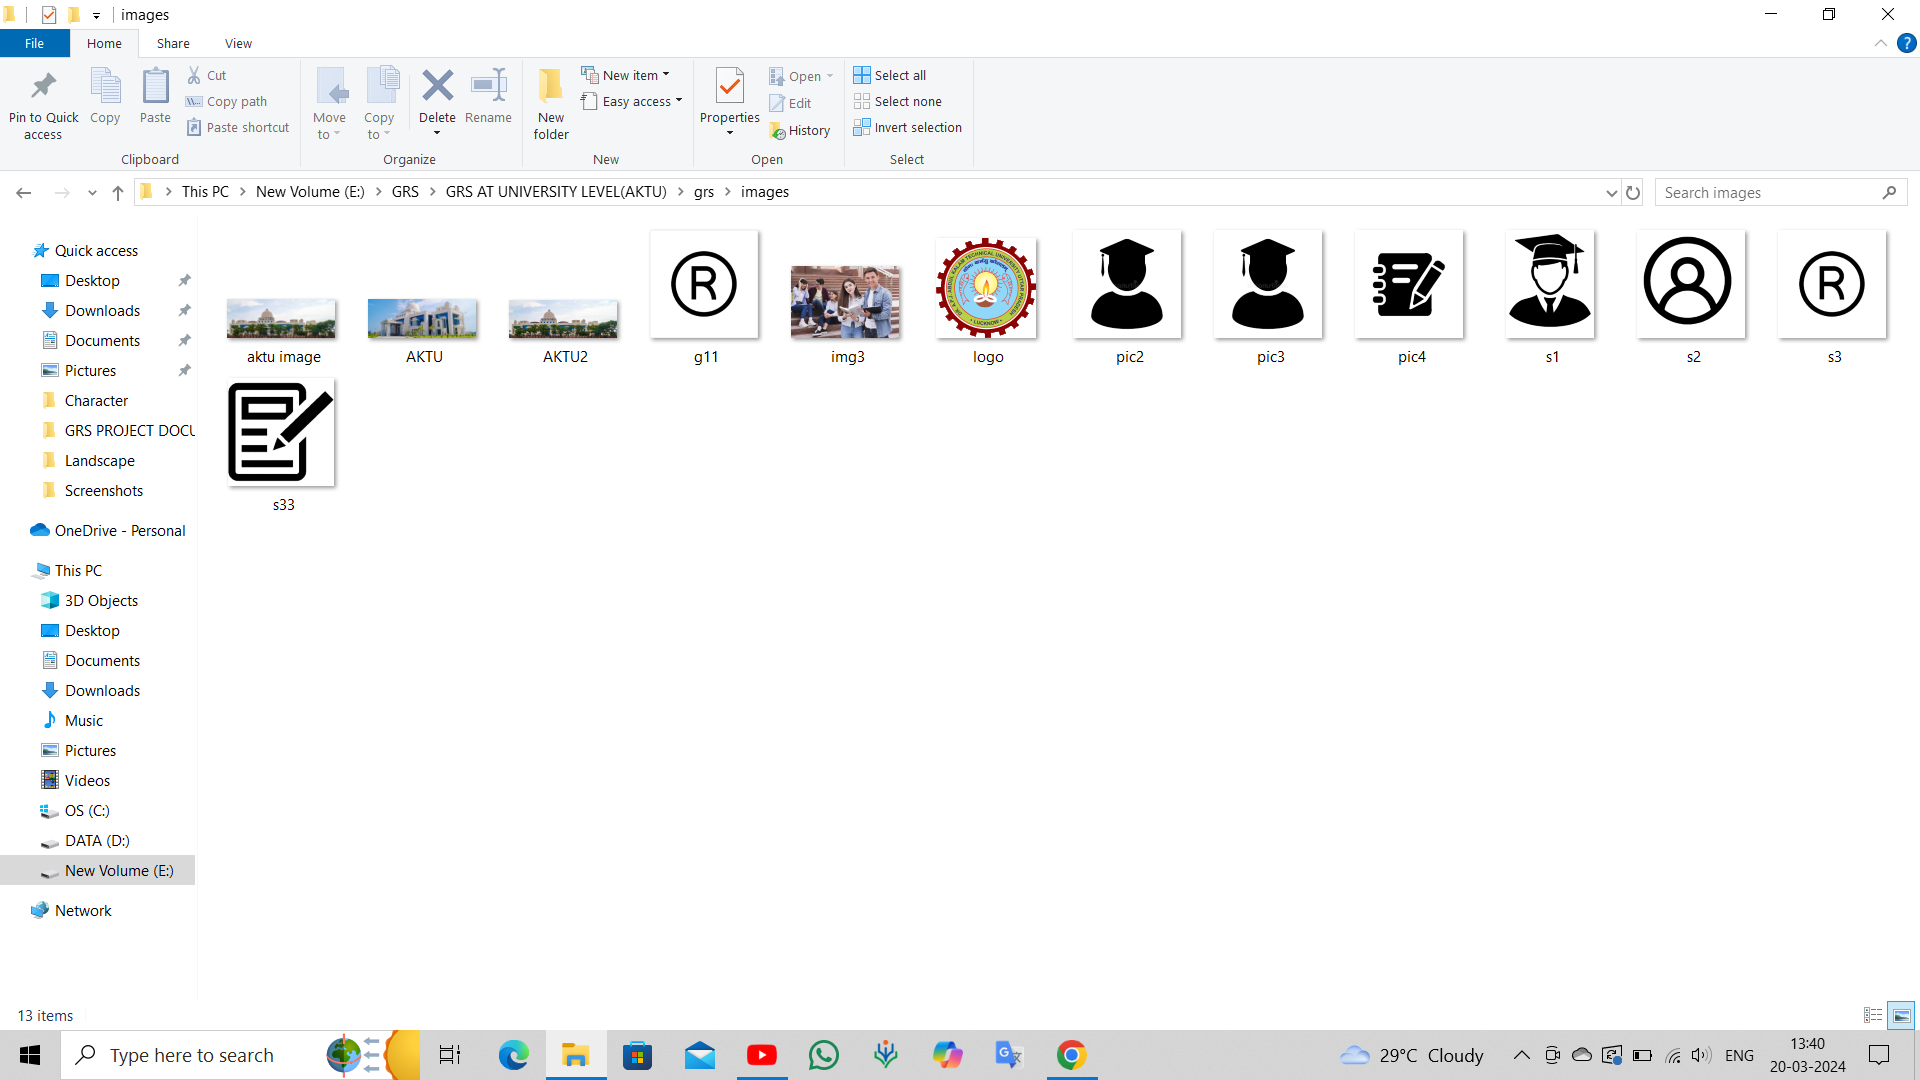 images
File
Home
Share
View
Pin to Quick access
Copy
Paste
Cut
Copy path
Paste shortcut
Clipboard
Move to
Copy to
Delete
Rename
Organize
New folder
New item
Easy access
New
Properties
Open
Edit
History
Open
Select all
Select none
Invert selection
Select
This PC > New Volume (E:) > GRS > GRS AT UNIVERSITY LEVEL(AKTU) > grs > images
Search images
Quick access
Desktop
Downloads
Documents
Pictures
Character
GRS PROJECT DOCU
Landscape
Screenshots
OneDrive - Personal
This PC
3D Objects
Desktop
Documents
Downloads
Music
Pictures
Videos
OS (C:)
DATA (D:)
New Volume (E:)
Network
R
R
aktu image
AKTU
AKTU2
g11
img3
logo
pic2
pic3
pic4
s1
s2
s3
s33
13 items
Type here to search
29°C Cloudy
ENG
13:40
20-03-2024